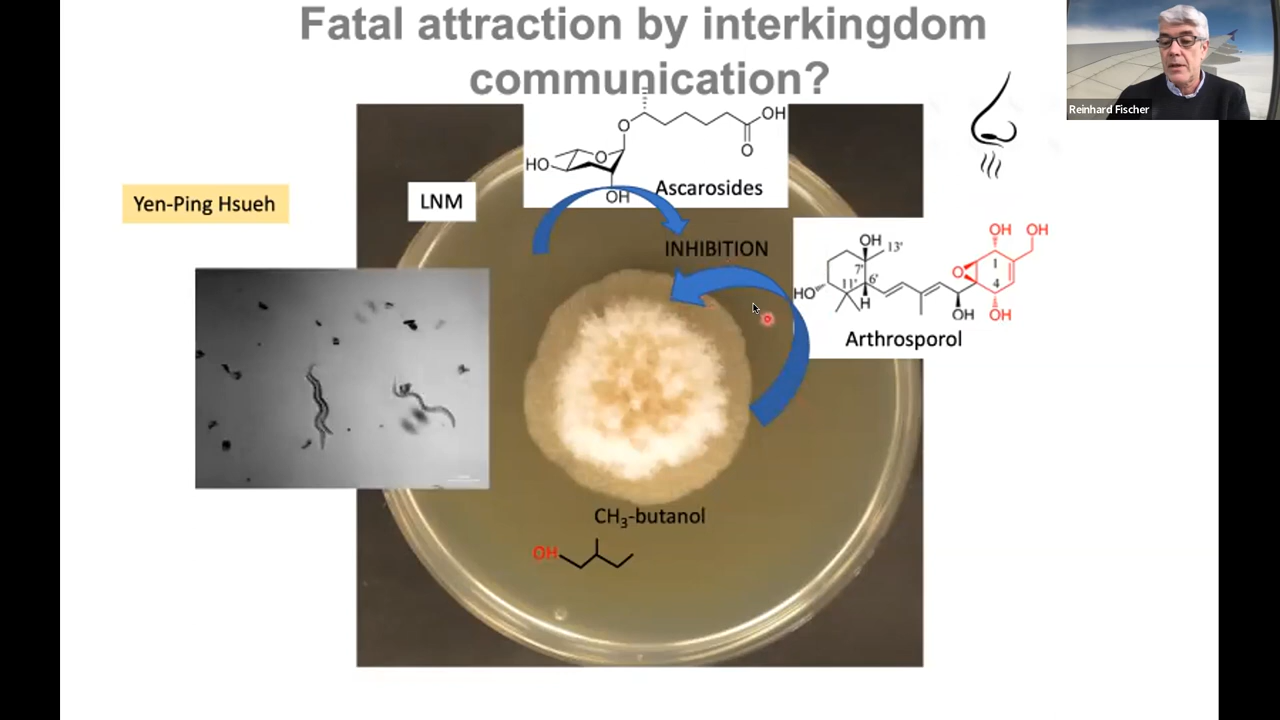 Fatal attraction by interkingdom
communication?
Reinhard Fischer
OH
O
O
HO
O
OH
Ascarosides
Yen-Ping Hsueh
LNM
INHIBITION
OH
13'
7'
11'
6'
HO
H
OH
OH
OH
O
1
4
OH
Arthrosporol
CH₃-butanol
OH